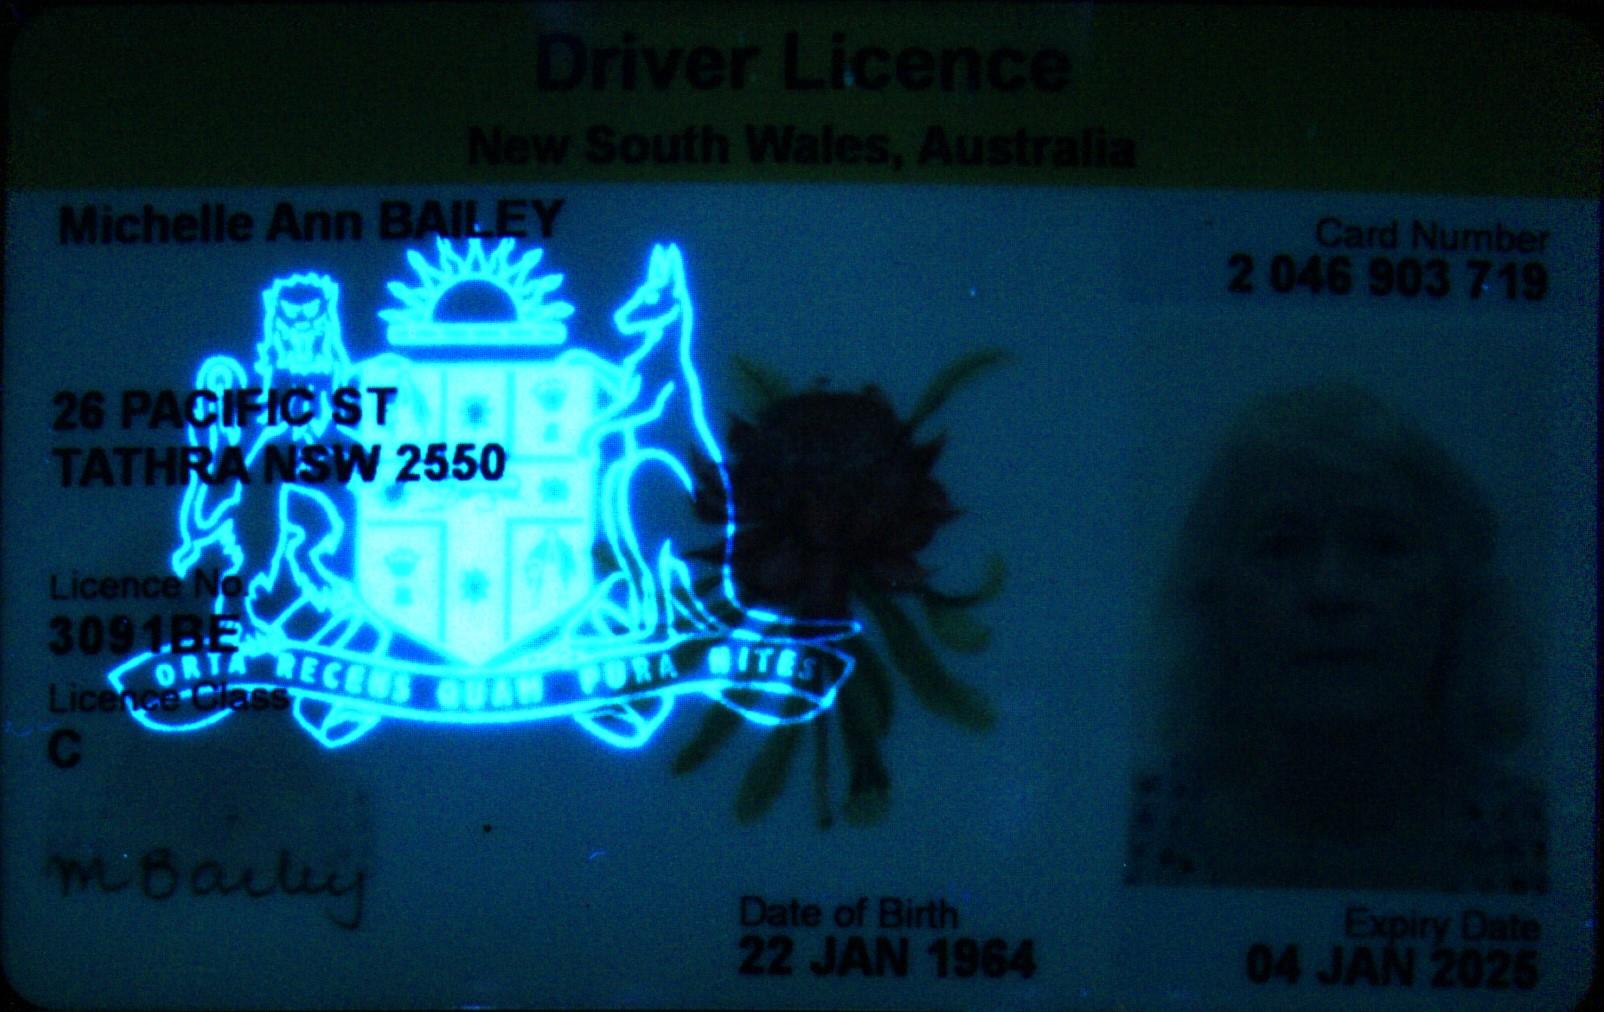 Driver Licence
New South Wales, Australia
Michelle Ann BAILEY
Card Number
2 046 903 719
26 PACIFIC ST
TATHRA NSW 2550
Licence No.
3091BE
ORTA RECENS QUAM PURA NITES
Licence Class
C
M Bailey
Date of Birth
22 JAN 1964
Expiry Date
04 JAN 2025